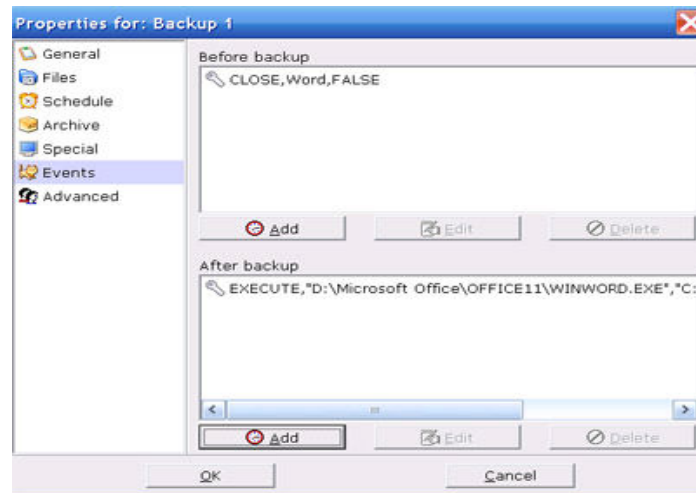 Properties for: Backup 1
General
Files
Schedule
Archive
Special
Events
Advanced
Before backup
CLOSE,Word,FALSE
Add
Edit
Delete
After backup
EXECUTE,"D:\Microsoft Office\OFFICE11\WINWORD.EXE","C:
Add
Edit
Delete
OK
Cancel